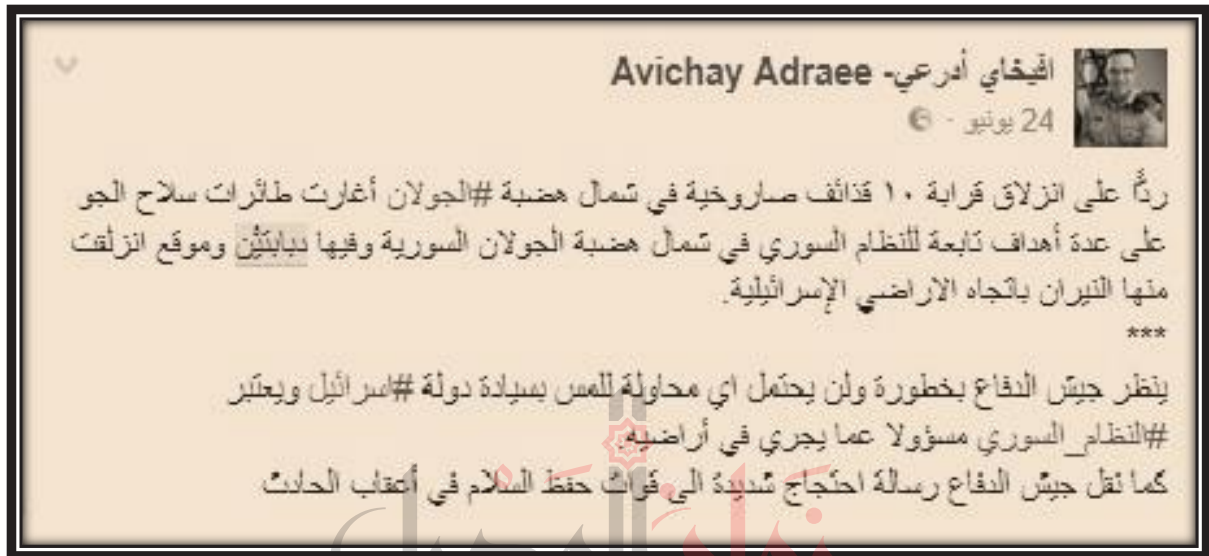 اڤيخاي أدرعي- Avichay Adraee
24 يونيو
ردًّا على انزلاق قرابة ١٠ قذائف صاروخية في شمال هضبة #الجولان أغارت طائرات سلاح الجو
على عدة أهداف تابعة للنظام السوري في شمال هضبة الجولان السورية وفيها دبابتيْن وموقع انزلقت
منها النيران باتجاه الاراضي الإسرائيلية.
***
ينظر جيش الدفاع بخطورة ولن يحتمل اي محاولة للمس بسيادة دولة #اسرائيل ويعتبر
#النظام_السوري مسؤولا عما يجري في أراضيه.
كما نقل جيش الدفاع رسالة احتجاج شديدة الى قوات حفظ السلام في أعقاب الحادث